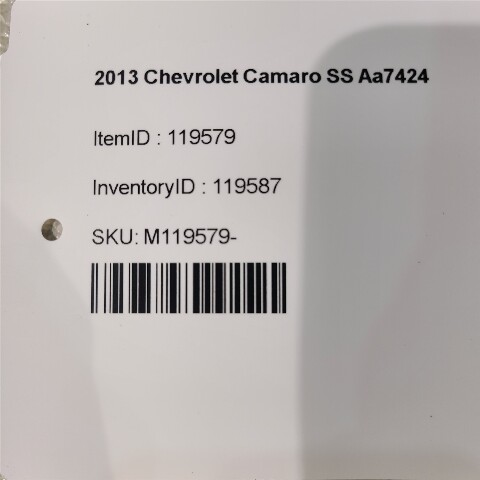 2013 Chevrolet Camaro SS Aa7424
ItemID : 119579
InventoryID : 119587
SKU: M119579-